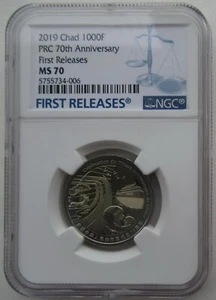 2019 Chad 1000F
PRC 70th Anniversary
First Releases
MS 70
5755734-006
FIRST RELEASES®
NGC®